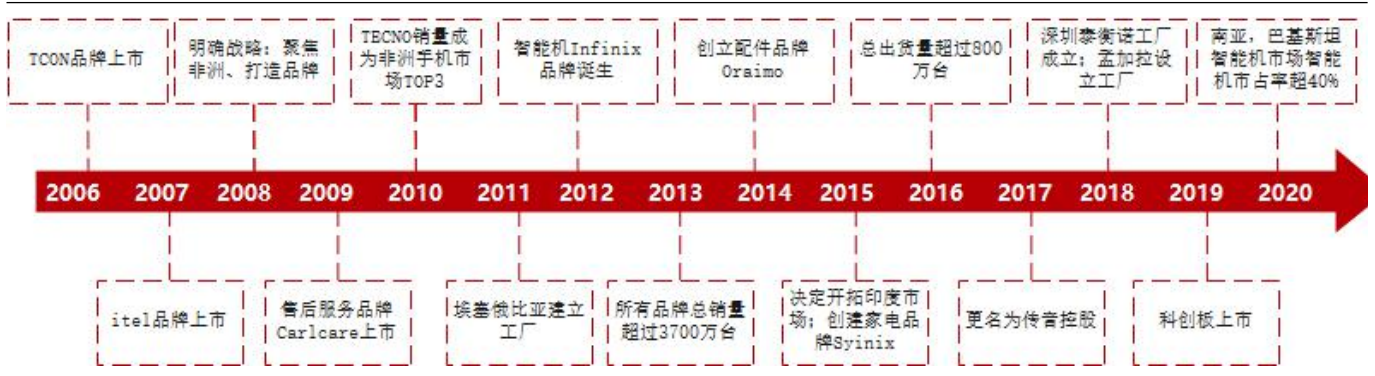 TCON品牌上市
明确战略：聚焦
非洲、打造品牌
TECNO销量成
为非洲手机市
场TOP3
智能机Infinix
品牌诞生
创立配件品牌
Oraimo
总出货量超过800
万台
深圳泰衡诺工厂
成立；孟加拉设
立工厂
南亚，巴基斯坦
智能机市场智能
机市占率超40%
2006 2007 2008 2009 2010 2011 2012 2013 2014 2015 2016 2017 2018 2019 2020
itel品牌上市
售后服务品牌
Carlcare上市
埃塞俄比亚建立
工厂
所有品牌总销量
超过3700万台
决定开拓印度市
场；创建家电品
牌Syinix
更名为传音控股
科创板上市